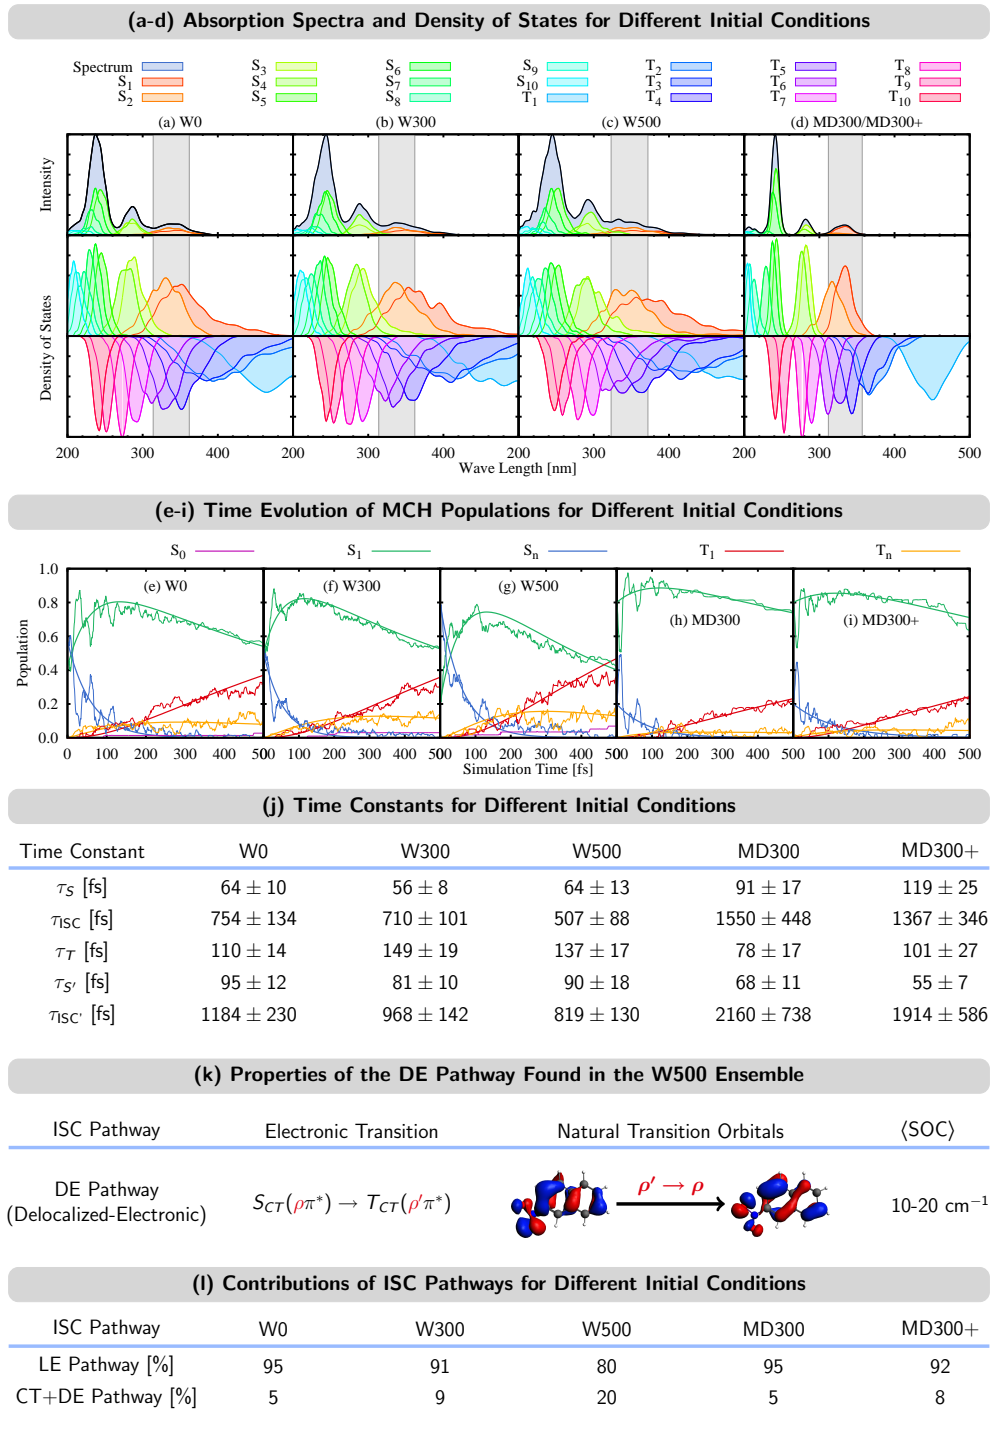 (a-d) Absorption Spectra and Density of States for Different Initial Conditions
Spectrum S3 S6 S9 T2 T5 T8
S1 S4 S7 S10 T3 T6 T9
S2 S5 S8 T1 T4 T7 T10
(a) W0 (b) W300 (c) W500 (d) MD300/MD300+
Intensity
Density of States
200 300 400 200 300 400 200 300 400 200 300 400 500
Wave Length [nm]
(e-i) Time Evolution of MCH Populations for Different Initial Conditions
S0 S1 Sn T1 Tn
(e) W0 (f) W300 (g) W500 (h) MD300 (i) MD300+
Population
1.0
0.8
0.6
0.4
0.2
0.0
0 100 200 300 400 500 100 200 300 400 500 100 200 300 400 500 100 200 300 400 500 100 200 300 400 500
Simulation Time [fs]
(j) Time Constants for Different Initial Conditions
Time Constant W0 W300 W500 MD300 MD300+
τS [fs] 64 ± 10 56 ± 8 64 ± 13 91 ± 17 119 ± 25
τISC [fs] 754 ± 134 710 ± 101 507 ± 88 1550 ± 448 1367 ± 346
τT [fs] 110 ± 14 149 ± 19 137 ± 17 78 ± 17 101 ± 27
τS′ [fs] 95 ± 12 81 ± 10 90 ± 18 68 ± 11 55 ± 7
τISC' [fs] 1184 ± 230 968 ± 142 819 ± 130 2160 ± 738 1914 ± 586
(k) Properties of the DE Pathway Found in the W500 Ensemble
ISC Pathway Electronic Transition Natural Transition Orbitals ⟨SOC⟩
DE Pathway
(Delocalized-Electronic) SCT(ρπ*) → TCT(ρ′π*) ρ′ → ρ 10-20 cm⁻¹
(l) Contributions of ISC Pathways for Different Initial Conditions
ISC Pathway W0 W300 W500 MD300 MD300+
LE Pathway [%] 95 91 80 95 92
CT+DE Pathway [%] 5 9 20 5 8